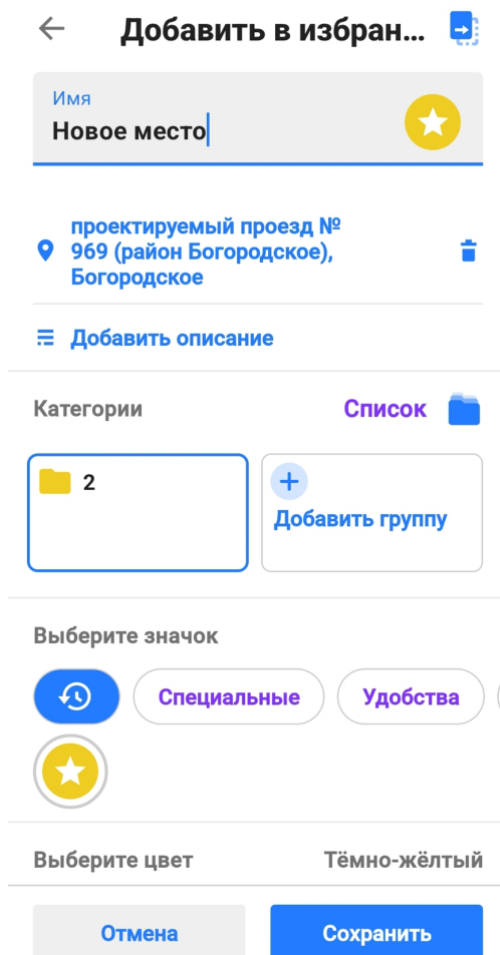 Добавить в избран...
Имя
Новое место
проектируемый проезд №
969 (район Богородское),
Богородское
Добавить описание
Категории
Список
2
Добавить группу
Выберите значок
Специальные
Удобства
Выберите цвет
Тёмно-жёлтый
Отмена
Сохранить